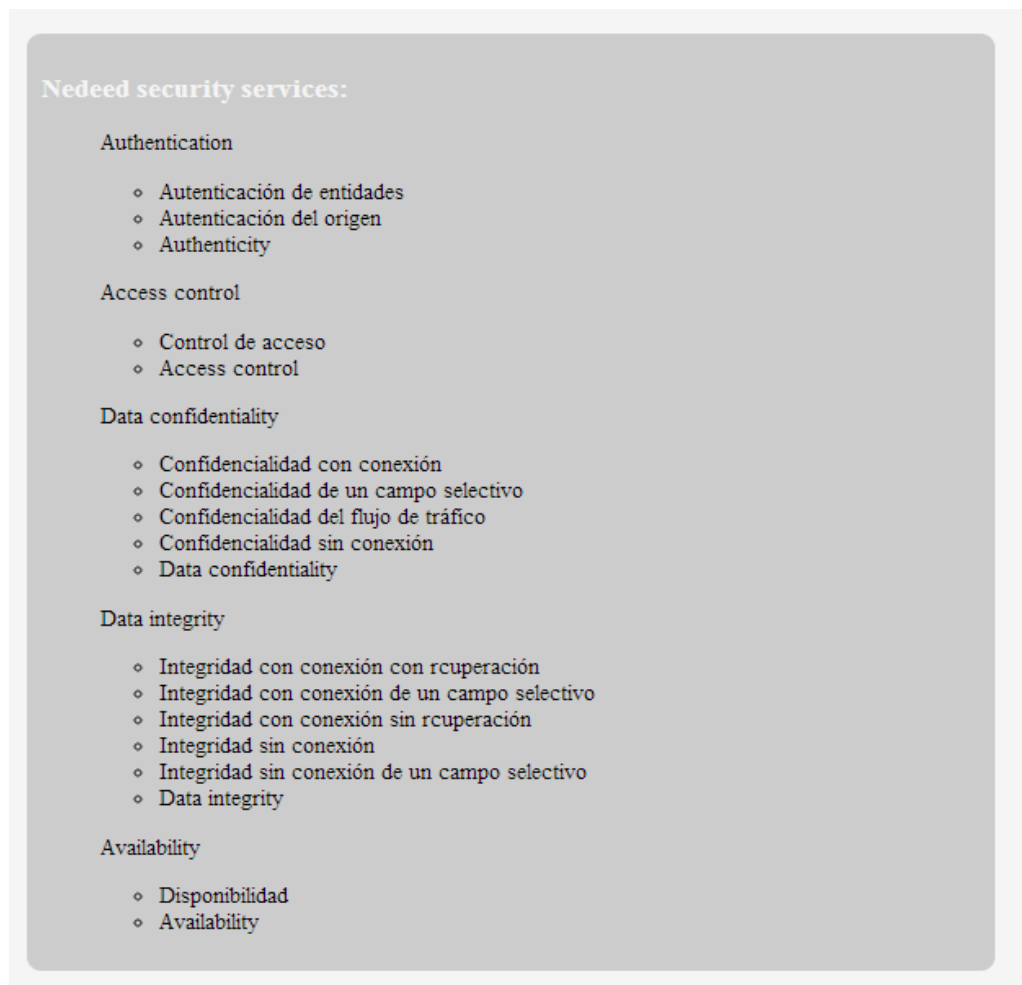 Nedeed security services:
Authentication
Autenticación de entidades
Autenticación del origen
Authenticity
Access control
Control de acceso
Access control
Data confidentiality
Confidencialidad con conexión
Confidencialidad de un campo selectivo
Confidencialidad del flujo de tráfico
Confidencialidad sin conexión
Data confidentiality
Data integrity
Integridad con conexión con rcuperación
Integridad con conexión de un campo selectivo
Integridad con conexión sin rcuperación
Integridad sin conexión
Integridad sin conexión de un campo selectivo
Data integrity
Availability
Disponibilidad
Availability